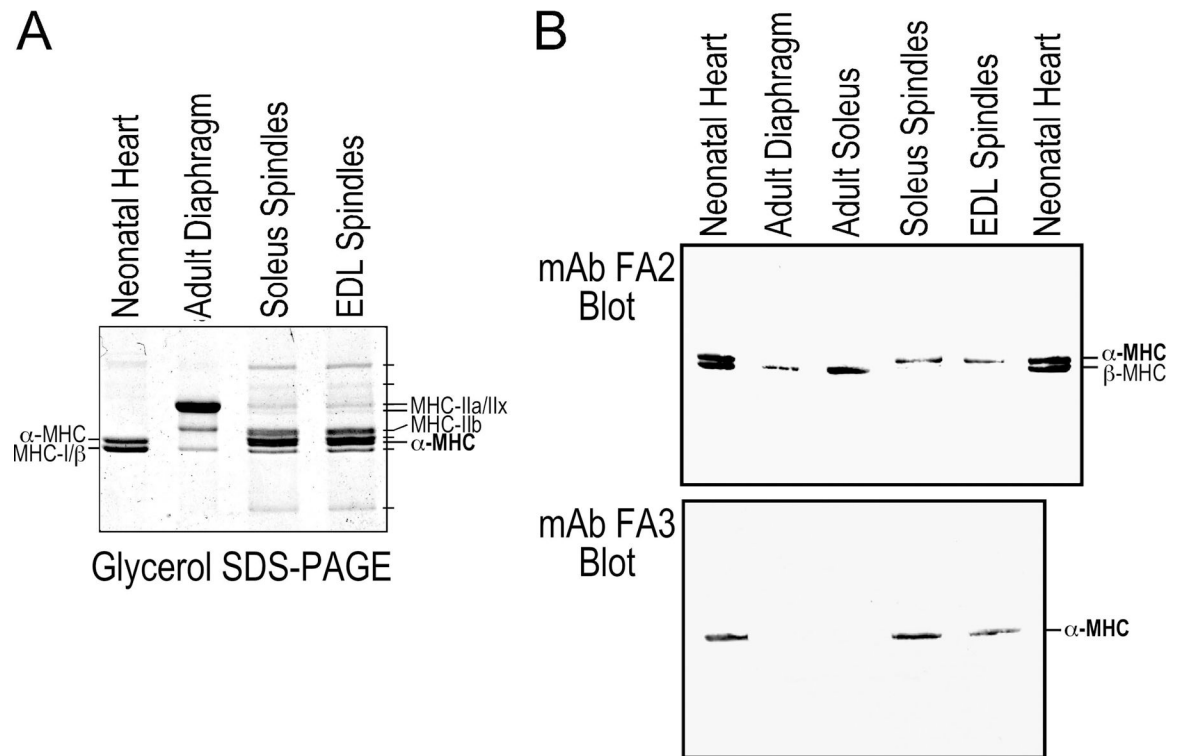 A
Neonatal Heart
Adult Diaphragm
Soleus Spindles
EDL Spindles
α-MHC
MHC-I/β
MHC-IIa/IIx
MHC-IIb
α-MHC
Glycerol SDS-PAGE
B
Neonatal Heart
Adult Diaphragm
Adult Soleus
Soleus Spindles
EDL Spindles
Neonatal Heart
mAb FA2
Blot
α-MHC
β-MHC
mAb FA3
Blot
α-MHC